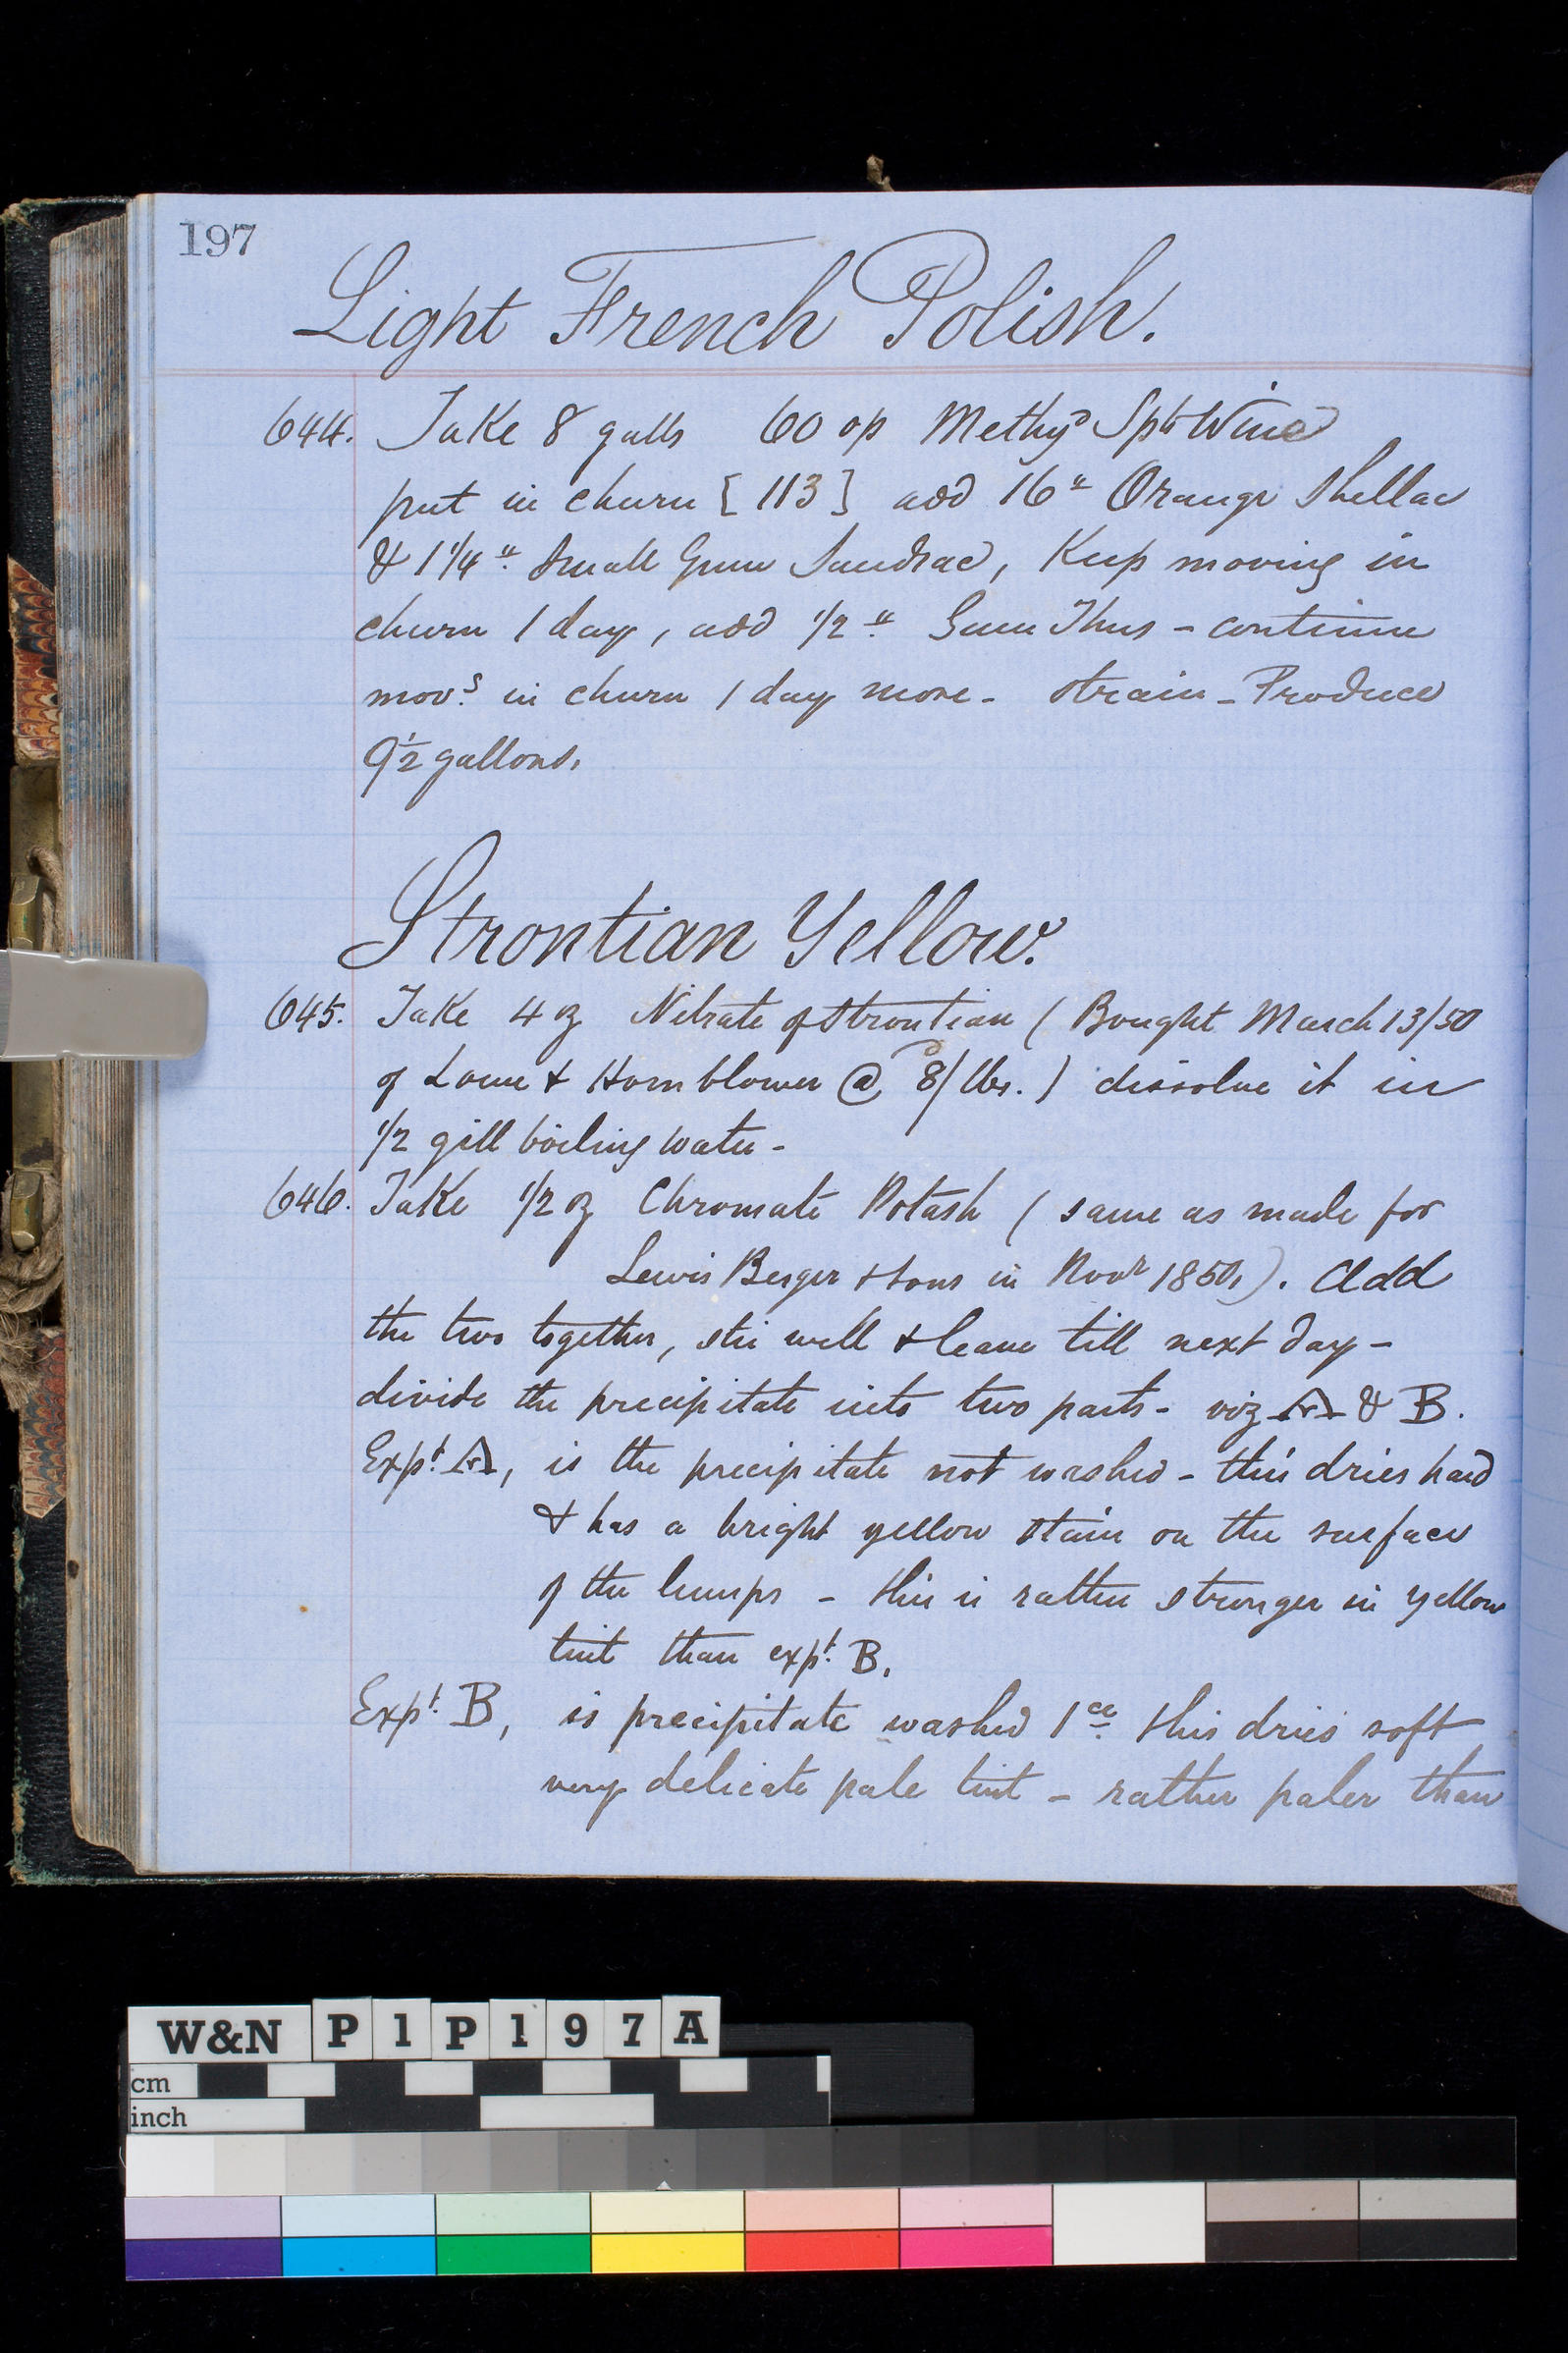 197
Light French Polish.
644. Take 8 galls 60 op Methyd Spts Wine
put in churn [113] add 16 lb Orange Shellac
& 1 1/4 lb Small Gum Sandrac, Keep moving in
churn 1 day, add 1/2 lb Gum Thus - continue
movg in churn 1 day more - strain - Produce
9 1/2 gallons.
Strontian Yellow.
645. Take 4 oz Nitrate of Strontian (Bought March 13/50
of & Hornblower @ 8/ lbs.) dissolve it in
1/2 gill boiling water -
646. Take 1/2 oz Chromate Potash (same as made for
Lewis Berger & Sons in Novr 1850,). Add
the two together, stir well & leave till next day -
divide the precipitate into two parts - viz A & B.
Expt A, is the precipitate not washed - this dries hard
& has a bright yellow stain on the surface
of the lumps - this is rather stronger in yellow
tint than expt B.
Expt B, is precipitate washed 1ce this dries soft
very delicate pale tint - rather paler than
W&N P1P197A
cm
inch